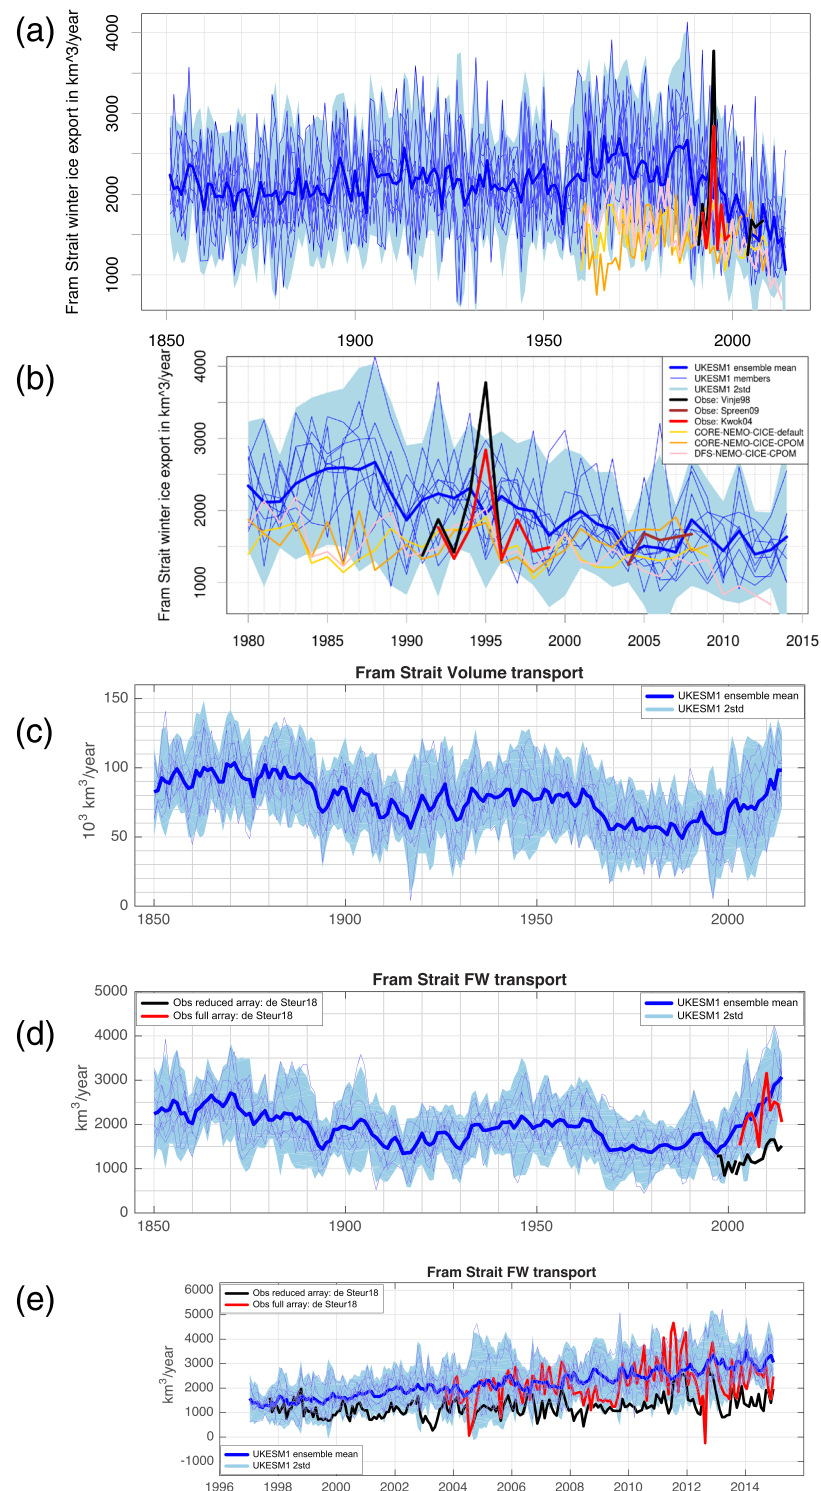 (a)
Fram Strait winter ice export in km^3/year
4000
3000
2000
1000
1850 1900 1950 2000
(b)
Fram Strait winter ice export in km^3/year
4000
3000
2000
1000
UKESM1 ensemble mean
UKESM1 members
UKESM1 2std
Obse: Vinje98
Obse: Spreen09
Obse: Kwok04
CORE-NEMO-CICE-default
CORE-NEMO-CICE-CPOM
DFS-NEMO-CICE-CPOM
1980 1985 1990 1995 2000 2005 2010 2014 2015
Fram Strait Volume transport
(c)
10³ km³/year
150
100
50
0
UKESM1 ensemble mean
UKESM1 2std
1850 1900 1950 2000
Fram Strait FW transport
(d)
km³/year
5000
4000
3000
2000
1000
0
Obs reduced array: de Steur18
Obs full array: de Steur18
UKESM1 ensemble mean
UKESM1 2std
1850 1900 1950 2000
Fram Strait FW transport
(e)
km³/year
6000
5000
4000
3000
2000
1000
0
-1000
Obs reduced array: de Steur18
Obs full array: de Steur18
UKESM1 ensemble mean
UKESM1 2std
1996 1998 2000 2002 2004 2006 2008 2010 2012 2014